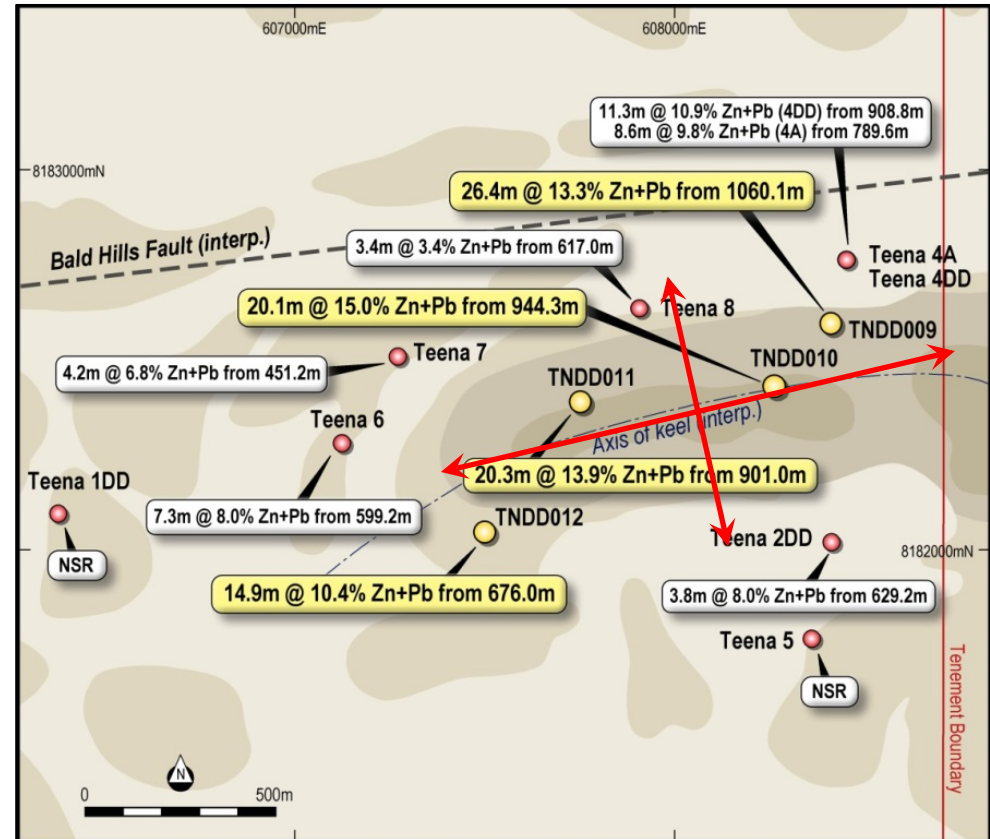 607000mE
608000mE
11.3m @ 10.9% Zn+Pb (4DD) from 908.8m
8.6m @ 9.8% Zn+Pb (4A) from 789.6m
8183000mN
26.4m @ 13.3% Zn+Pb from 1060.1m
Bald Hills Fault (interp.)
3.4m @ 3.4% Zn+Pb from 617.0m
Teena 4A
Teena 4DD
20.1m @ 15.0% Zn+Pb from 944.3m
Teena 8
TNDD009
Teena 7
TNDD010
4.2m @ 6.8% Zn+Pb from 451.2m
TNDD011
Teena 6
Axis of keel (interp.)
20.3m @ 13.9% Zn+Pb from 901.0m
Teena 1DD
7.3m @ 8.0% Zn+Pb from 599.2m
TNDD012
Teena 2DD
8182000mN
NSR
14.9m @ 10.4% Zn+Pb from 676.0m
3.8m @ 8.0% Zn+Pb from 629.2m
Teena 5
NSR
Tenement Boundary
N
0
500m